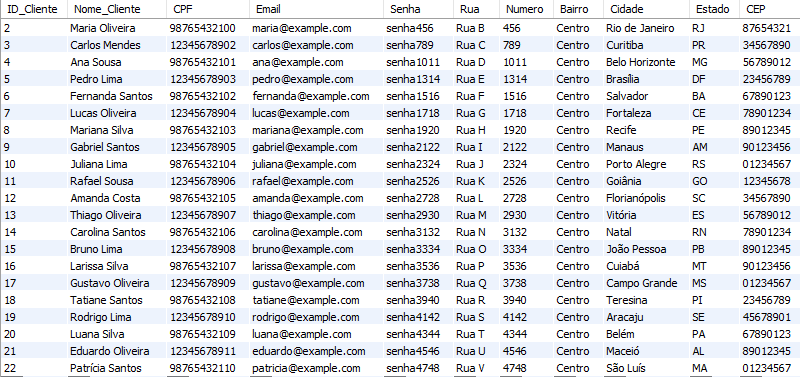 ID_Cliente Nome_Cliente CPF Email Senha Rua Numero Bairro Cidade Estado CEP
2 Maria Oliveira 98765432100 maria@example.com senha456 Rua B 456 Centro Rio de Janeiro RJ 87654321
3 Carlos Mendes 12345678902 carlos@example.com senha789 Rua C 789 Centro Curitiba PR 34567890
4 Ana Sousa 98765432101 ana@example.com senha1011 Rua D 1011 Centro Belo Horizonte MG 56789012
5 Pedro Lima 12345678903 pedro@example.com senha1314 Rua E 1314 Centro Brasília DF 23456789
6 Fernanda Santos 98765432102 fernanda@example.com senha1516 Rua F 1516 Centro Salvador BA 67890123
7 Lucas Oliveira 12345678904 lucas@example.com senha1718 Rua G 1718 Centro Fortaleza CE 78901234
8 Mariana Silva 98765432103 mariana@example.com senha1920 Rua H 1920 Centro Recife PE 89012345
9 Gabriel Santos 12345678905 gabriel@example.com senha2122 Rua I 2122 Centro Manaus AM 90123456
10 Juliana Lima 98765432104 juliana@example.com senha2324 Rua J 2324 Centro Porto Alegre RS 01234567
11 Rafael Sousa 12345678906 rafael@example.com senha2526 Rua K 2526 Centro Goiânia GO 12345678
12 Amanda Costa 98765432105 amanda@example.com senha2728 Rua L 2728 Centro Florianópolis SC 34567890
13 Thiago Oliveira 12345678907 thiago@example.com senha2930 Rua M 2930 Centro Vitória ES 56789012
14 Carolina Santos 98765432106 carolina@example.com senha3132 Rua N 3132 Centro Natal RN 78901234
15 Bruno Lima 12345678908 bruno@example.com senha3334 Rua O 3334 Centro João Pessoa PB 89012345
16 Larissa Silva 98765432107 larissa@example.com senha3536 Rua P 3536 Centro Cuiabá MT 90123456
17 Gustavo Oliveira 12345678909 gustavo@example.com senha3738 Rua Q 3738 Centro Campo Grande MS 01234567
18 Tatiane Santos 98765432108 tatiane@example.com senha3940 Rua R 3940 Centro Teresina PI 23456789
19 Rodrigo Lima 12345678910 rodrigo@example.com senha4142 Rua S 4142 Centro Aracaju SE 45678901
20 Luana Silva 98765432109 luana@example.com senha4344 Rua T 4344 Centro Belém PA 67890123
21 Eduardo Oliveira 12345678911 eduardo@example.com senha4546 Rua U 4546 Centro Maceió AL 89012345
22 Patrícia Santos 98765432110 patricia@example.com senha4748 Rua V 4748 Centro São Luís MA 01234567